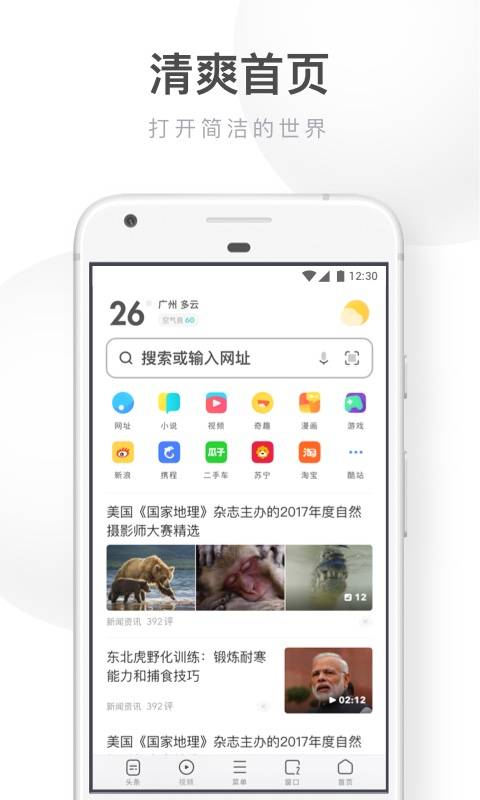 清爽首页
打开简洁的世界
12:30
26°
广州 多云
空气良 60
搜索或输入网址
网址 小说 视频 奇趣 漫画 游戏
新浪 携程 二手车 苏宁 淘宝 酷站
瓜子
淘
美国《国家地理》杂志主办的2017年度自然
摄影师大赛精选
12
新闻资讯 392评
东北虎野化训练：锻炼耐寒
能力和捕食技巧
02:12
新闻资讯 392评
美国《国家地理》杂志主办的2017年度自然
头条 视频 菜单 窗口 首页
2